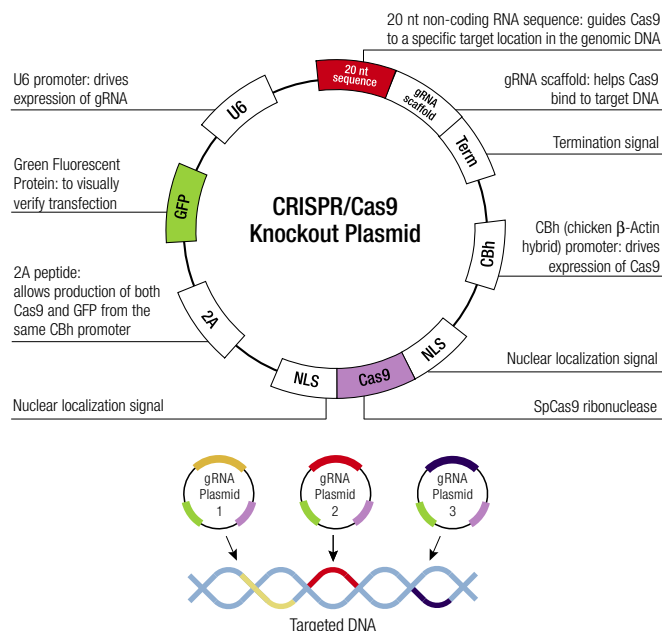 20 nt non-coding RNA sequence: guides Cas9
to a specific target location in the genomic DNA
U6 promoter: drives
expression of gRNA
gRNA scaffold: helps Cas9
bind to target DNA
Termination signal
Green Fluorescent
Protein: to visually
verify transfection
CBh (chicken β-Actin
hybrid) promoter: drives
expression of Cas9
2A peptide:
allows production of both
Cas9 and GFP from the
same CBh promoter
Nuclear localization signal
Nuclear localization signal
SpCas9 ribonuclease
20 nt
sequence
gRNA
scaffold
Term
CBh
NLS
Cas9
NLS
2A
GFP
U6
CRISPR/Cas9
Knockout Plasmid
gRNA
Plasmid
1
gRNA
Plasmid
2
gRNA
Plasmid
3
Targeted DNA